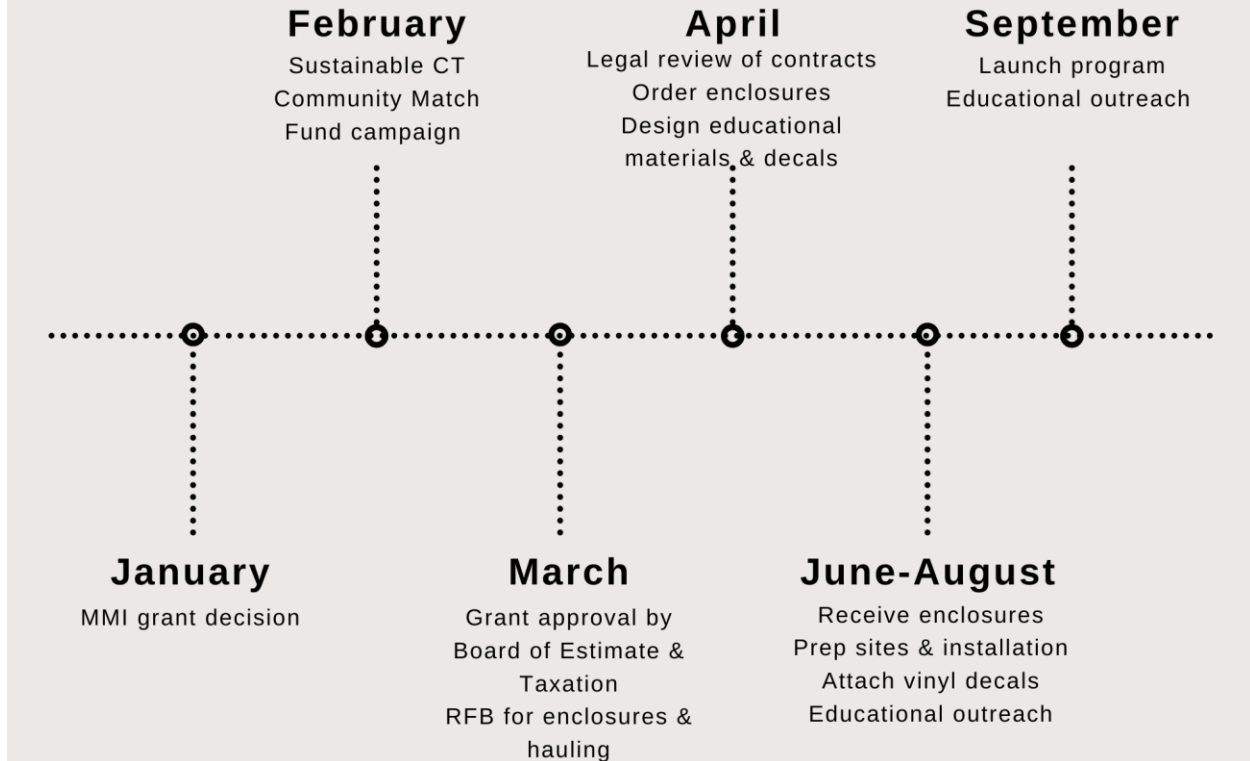 February
Sustainable CT
Community Match
Fund campaign
April
Legal review of contracts
Order enclosures
Design educational
materials & decals
September
Launch program
Educational outreach
January
MMI grant decision
March
Grant approval by
Board of Estimate &
Taxation
RFB for enclosures &
hauling
June-August
Receive enclosures
Prep sites & installation
Attach vinyl decals
Educational outreach